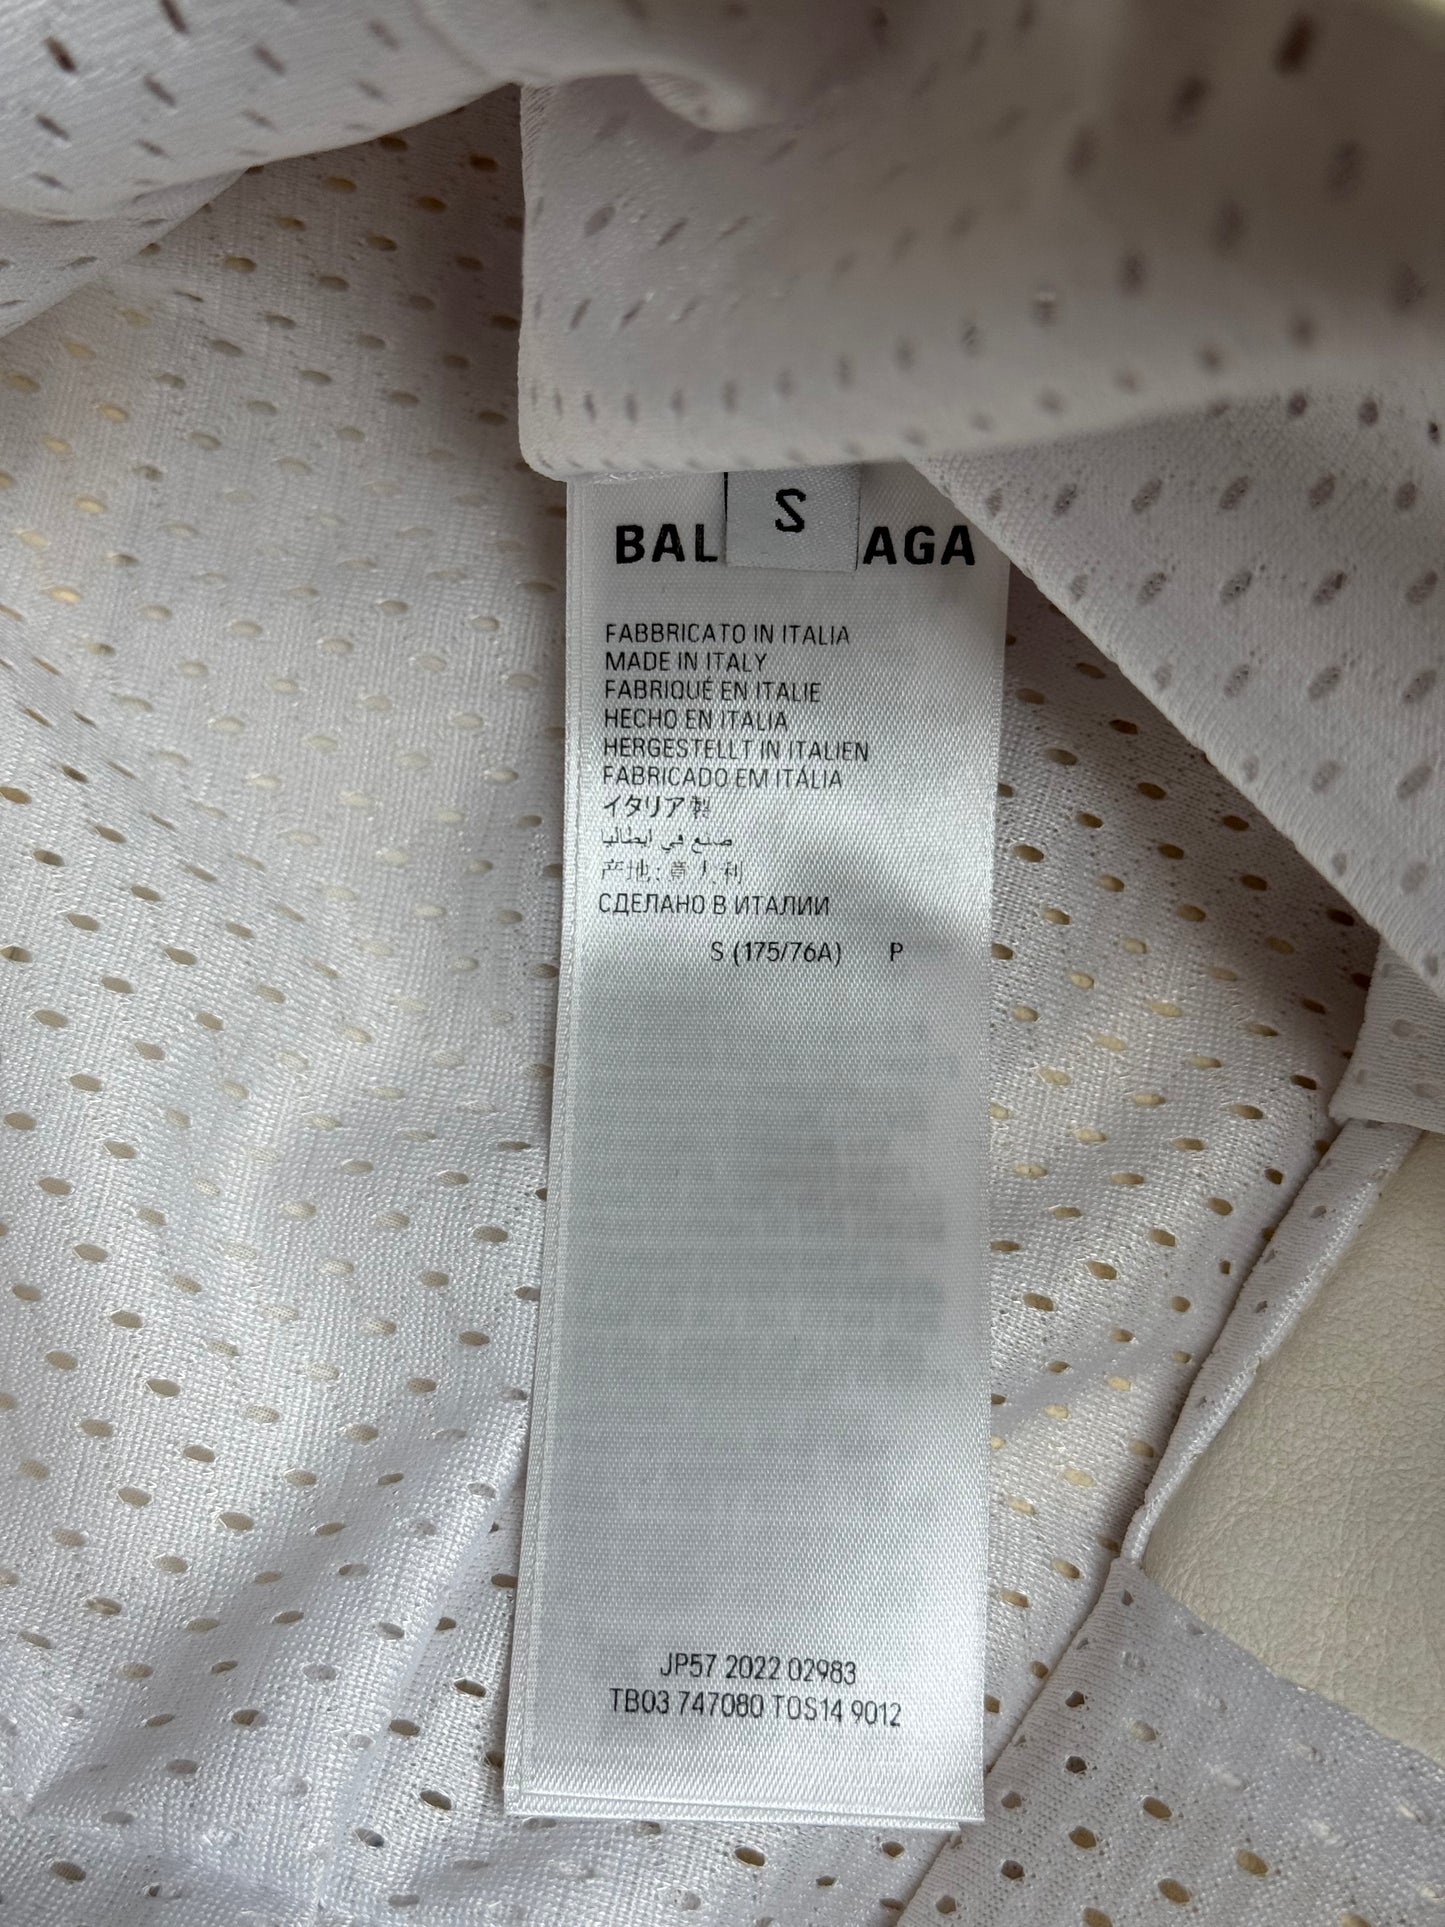 S
BAL AGA
FABBRICATO IN ITALIA
MADE IN ITALY
FABRIQUÉ EN ITALIE
HECHO EN ITALIA
HERGESTELLT IN ITALIEN
FABRICADO EM ITALIA
イタリア製
صنع في ايطاليا
产地:意大利
СДЕЛАНО В ИТАЛИИ
S (175/76A) P
JP57 2022 02983
TB03 747080 TOS14 9012